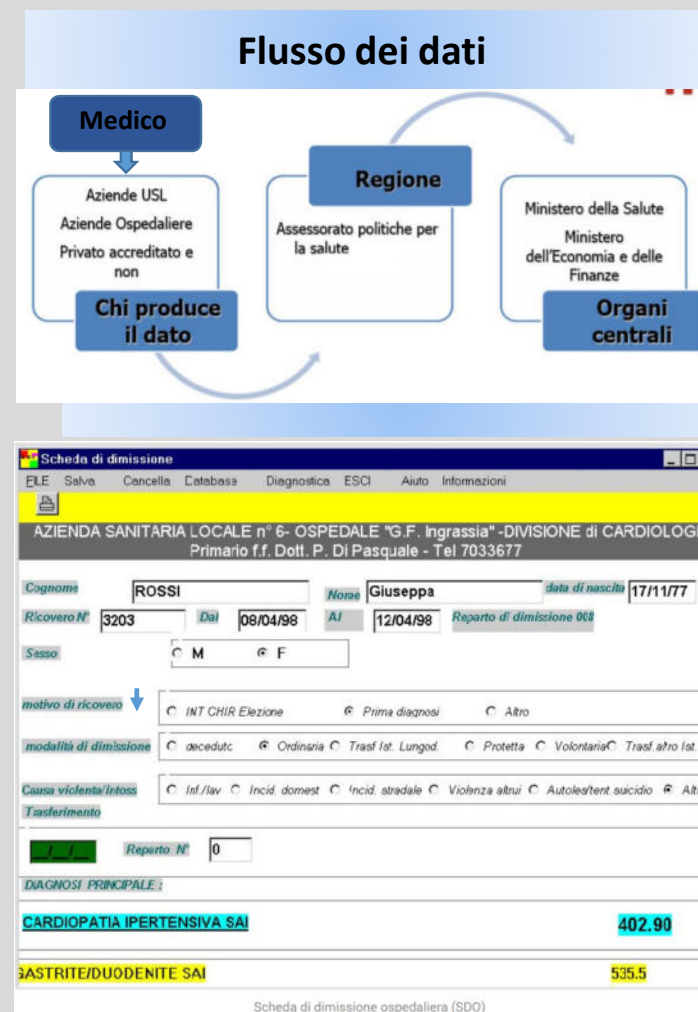 Flusso dei dati
Medico
Aziende USL
Aziende Ospedaliere
Privato accreditato e
non
Chi produce
il dato
Regione
Assessorato politiche per
la salute
Ministero della Salute
Ministero
dell'Economia e delle
Finanze
Organi
centrali
Scheda di dimissione
FILE Salva Cancella Database Diagnostica ESCI Aiuto Informazioni
AZIENDA SANITARIA LOCALE n° 6- OSPEDALE "G.F. Ingrassia" -DIVISIONE di CARDIOLOG
Primario f.f. Dott. P. Di Pasquale - Tel 7033677
Cognome ROSSI Nome Giuseppa data di nascita 17/11/77
Ricovero N° 3203 Dal 08/04/98 Al 12/04/98 Reparto di dimissione 008
Sesso M F
motivo di ricovero INT CHIR Elezione Prima diagnosi Altro
modalità di dimissione deceduto Ordinaria Trasf Ist. Lungod. Protetta Volontaria Trasf.altro Ist.
Causa violenta/intoss Inf./lav Incid. domest Incid. stradale Violenza altrui Autoles/tent.suicidio Alt
Trasferimento
__/__/__ Reparto N° 0
DIAGNOSI PRINCIPALE :
CARDIOPATIA IPERTENSIVA SAI 402.90
GASTRITE/DUODENITE SAI 535.5
Scheda di dimissione ospedaliera (SDO)